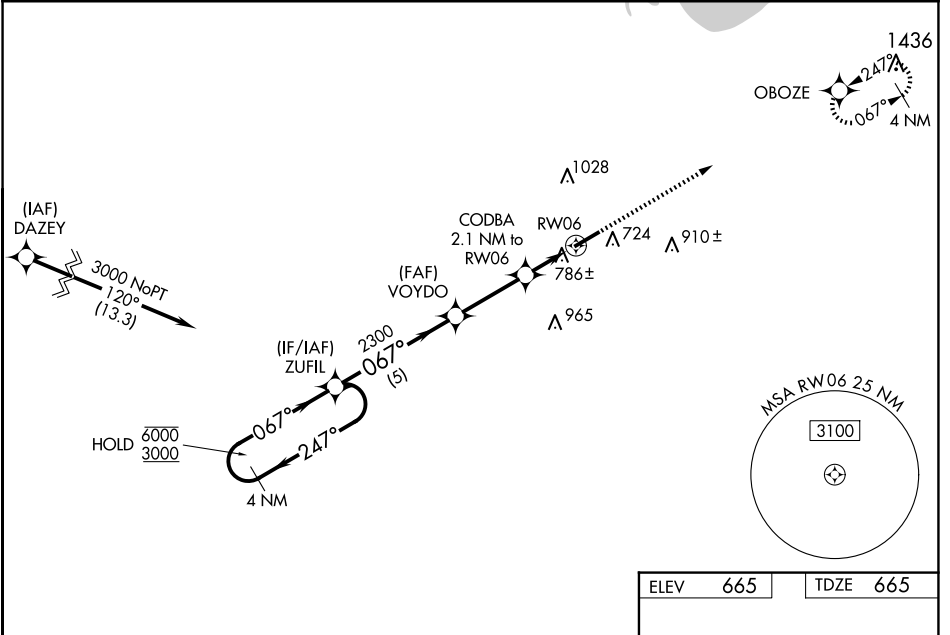 1436
247°
OBOZE
067°
4 NM
1028
(IAF)
DAZEY
CODBA
2.1 NM to
RW06
RW06
724
910±
3000 NoPT
120°
(13.3)
(FAF)
VOYDO
786±
965
2300
067°
(5)
(IF/IAF)
ZUFIL
067°
247°
HOLD
6000
3000
4 NM
MSA RW06 25 NM
3100
ELEV 665
TDZE 665